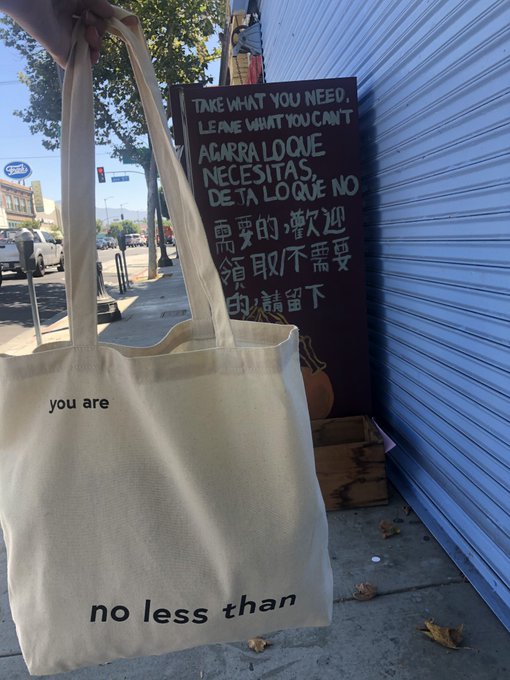 TAKE WHAT YOU NEED.
LEAVE WHAT YOU CAN'T
AGARRA LO QUE
NECESITAS,
DEJA LO QUE NO
需要的,歡迎
領取/不需要
的,請留下
you are
no less than